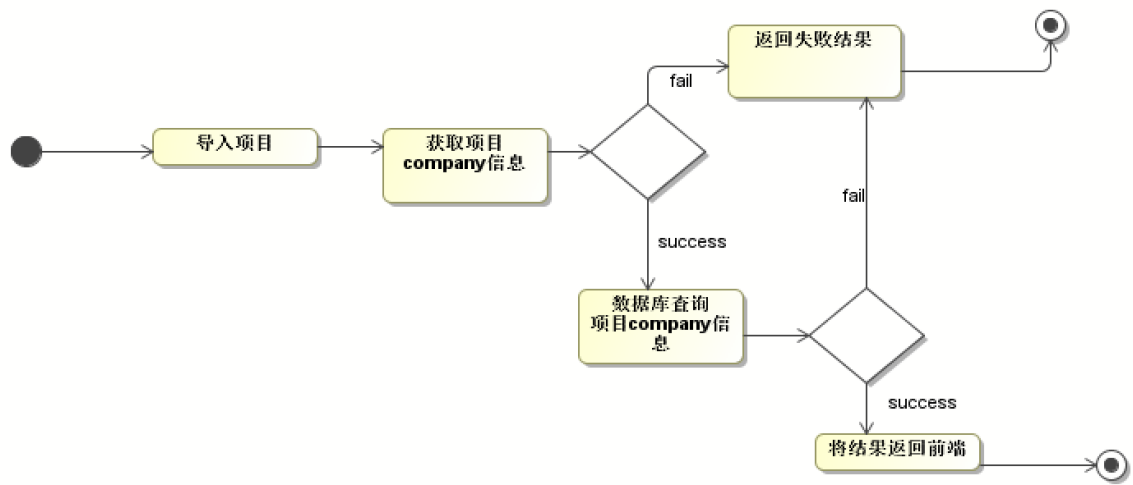 返回失败结果
fail
导入项目
获取项目
company信息
fail
success
数据库查询
项目company信
息
success
将结果返回前端